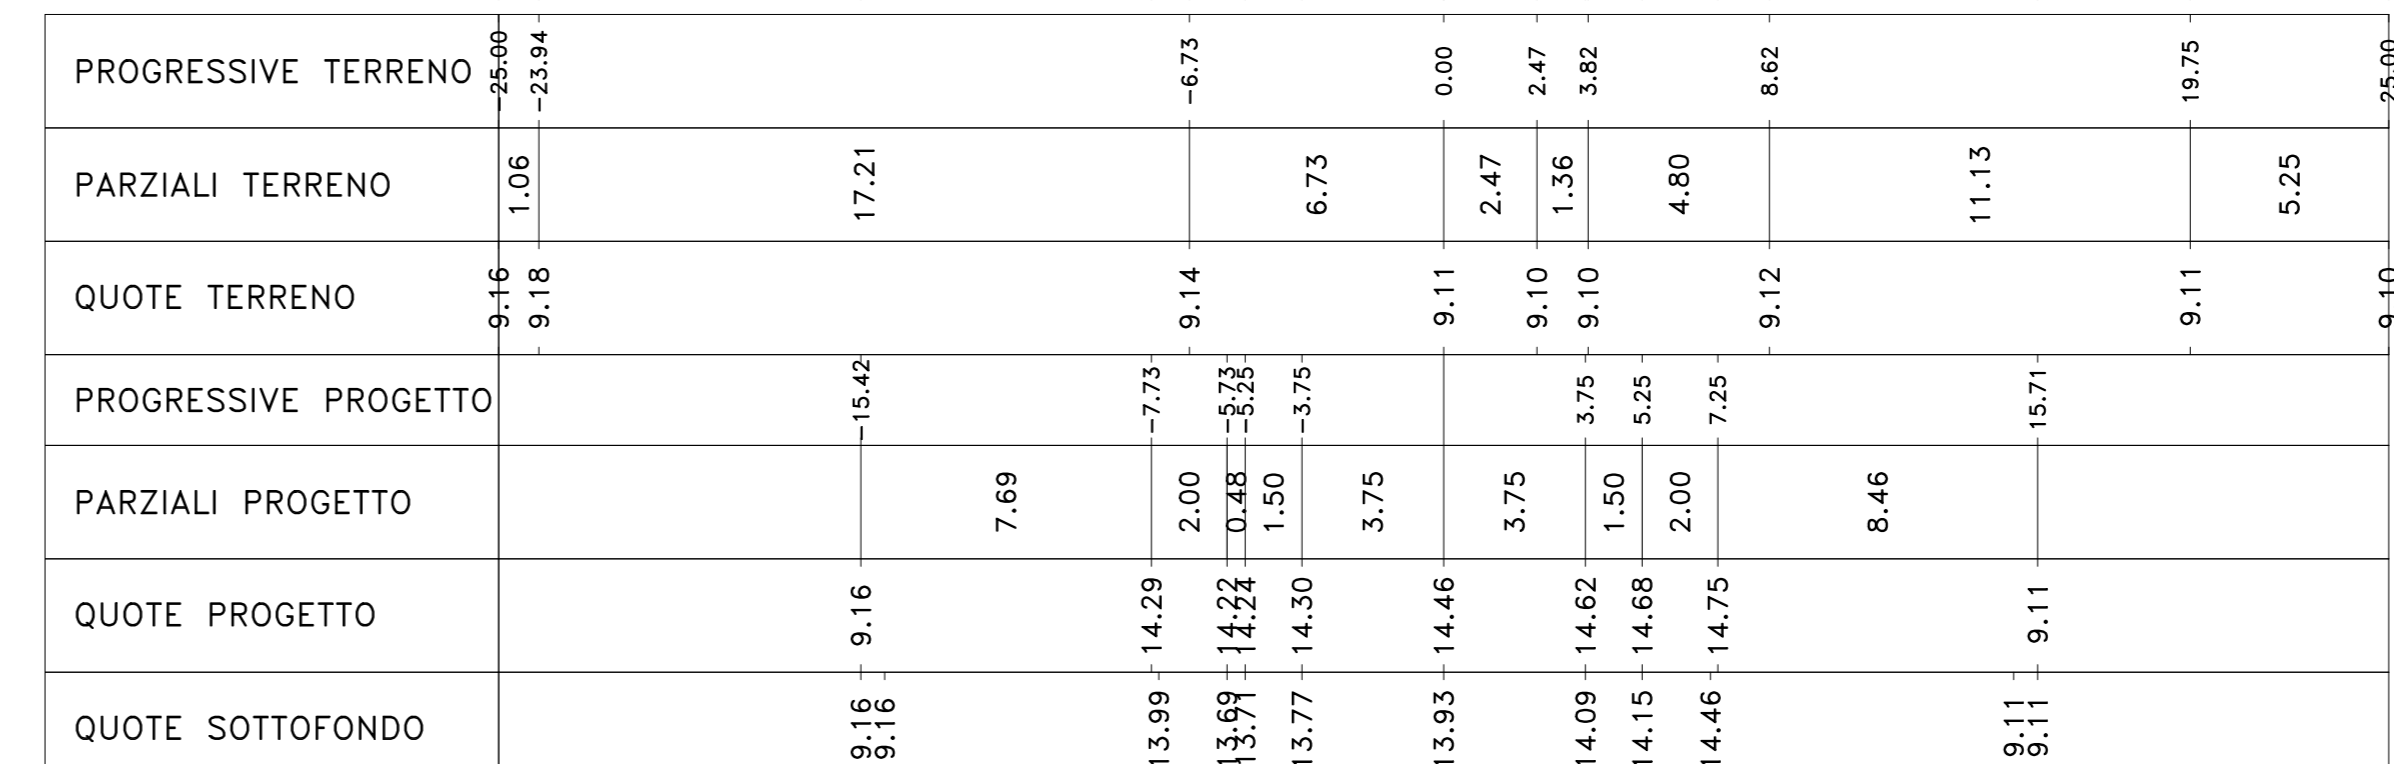 PROGRESSIVE TERRENO -25.00 -23.94 -6.73 0.00 2.47 3.82 8.62 19.75 25.00
PARZIALI TERRENO 1.06 17.21 6.73 2.47 1.36 4.80 11.13 5.25
QUOTE TERRENO 9.16 9.18 9.14 9.11 9.10 9.10 9.12 9.11 9.10
PROGRESSIVE PROGETTO -15.42 -7.73 -5.73 -5.25 -3.75 3.75 5.25 7.25 15.71
PARZIALI PROGETTO 7.69 2.00 0.48 1.50 3.75 3.75 1.50 2.00 8.46
QUOTE PROGETTO 9.16 14.29 14.22 14.24 14.30 14.46 14.62 14.68 14.75 9.11
QUOTE SOTTOFONDO 9.16 9.16 13.99 13.69 13.71 13.77 13.93 14.09 14.15 14.46 9.11 9.11